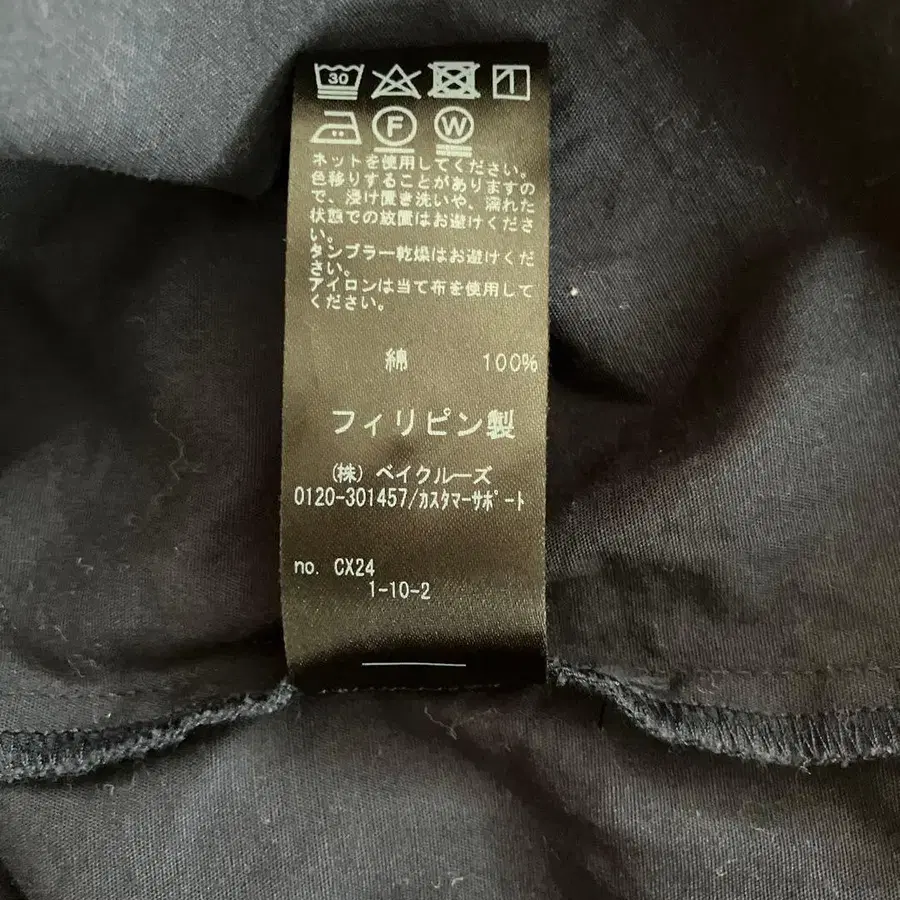 30
F W
ネットを使用してください。
色移りすることがありますの
で、浸け置き洗いや、濡れた
状態での放置はお避けくださ
い。
タンブラー乾燥はお避けくだ
さい。
アイロンは当て布を使用して
ください。
綿 100%
フィリピン製
(株) ベイクルーズ
0120-301457/カスタマーサポート
no. CX24
1-10-2